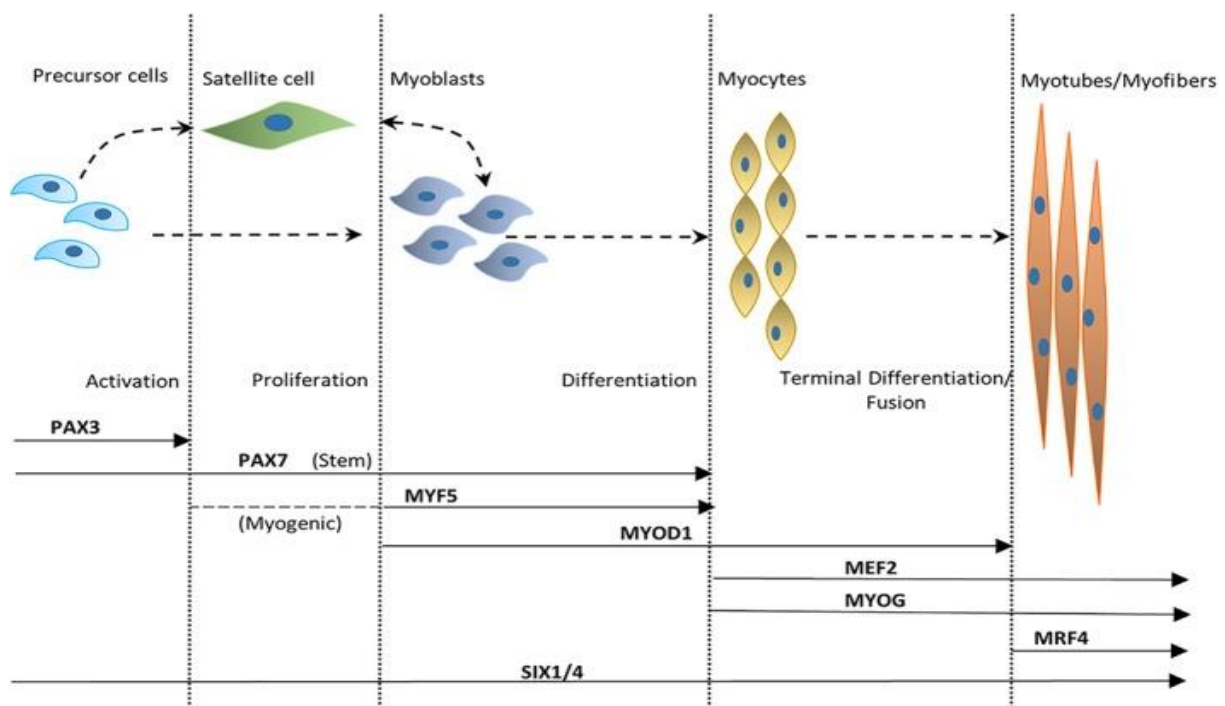 Precursor cells
Satellite cell
Myoblasts
Myocytes
Myotubes/Myofibers
Activation
Proliferation
Differentiation
Terminal Differentiation/
Fusion
PAX3
PAX7 (Stem)
MYF5
(Myogenic)
MYOD1
MEF2
MYOG
MRF4
SIX1/4